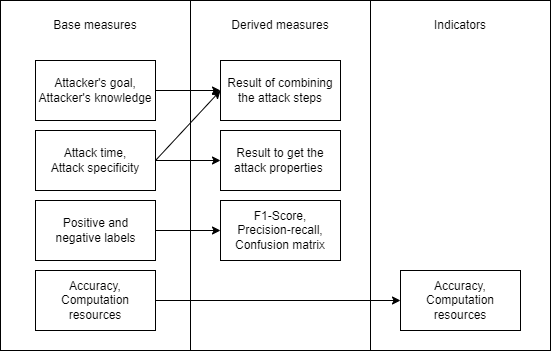 Base measures
Derived measures
Indicators
Attacker's goal,
Attacker's knowledge
Result of combining
the attack steps
Attack time,
Attack specificity
Result to get the
attack properties
Positive and
negative labels
F1-Score,
Precision-recall,
Confusion matrix
Accuracy,
Computation
resources
Accuracy,
Computation
resources